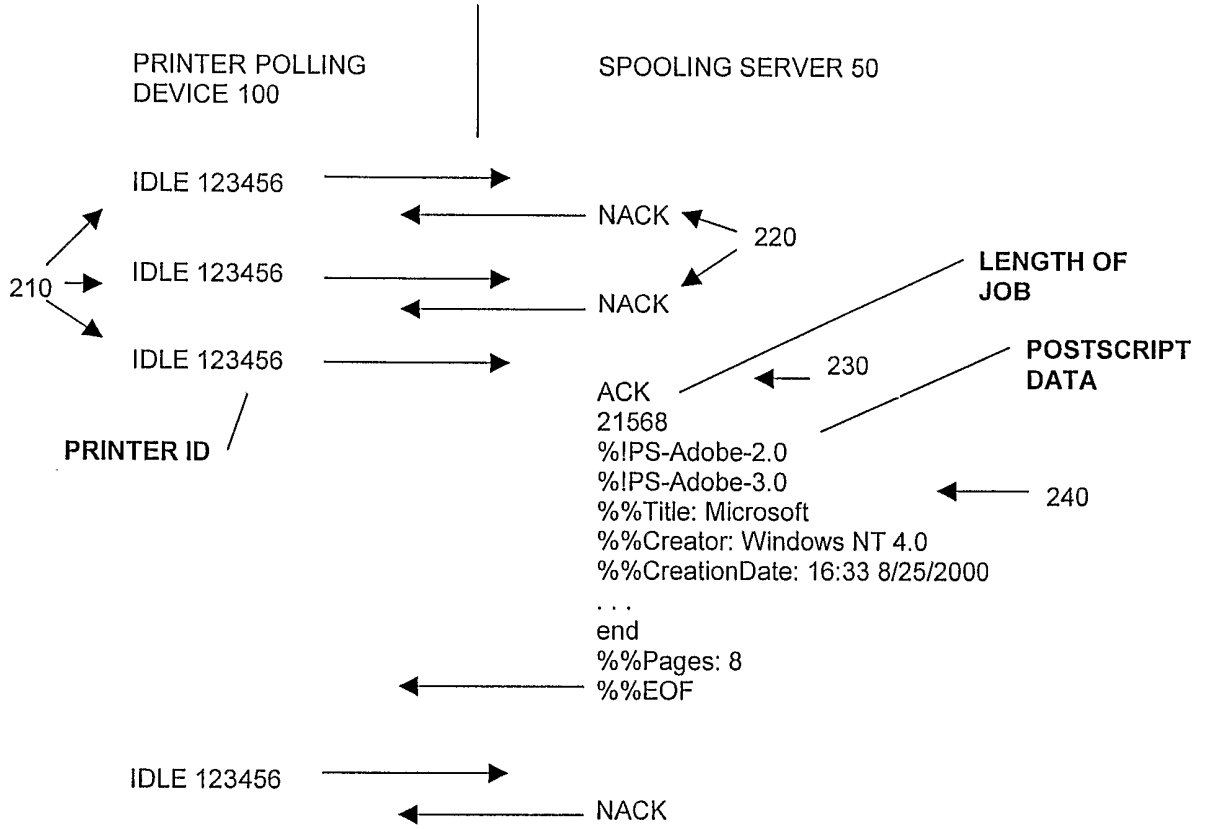 PRINTER POLLING
DEVICE 100
SPOOLING SERVER 50
IDLE 123456
NACK
220
210
IDLE 123456
NACK
LENGTH OF
JOB
IDLE 123456
230
POSTSCRIPT
DATA
PRINTER ID
ACK
21568
%!PS-Adobe-2.0
%!PS-Adobe-3.0
240
%%Title: Microsoft
%%Creator: Windows NT 4.0
%%CreationDate: 16:33 8/25/2000
. . .
end
%%Pages: 8
%%EOF
IDLE 123456
NACK